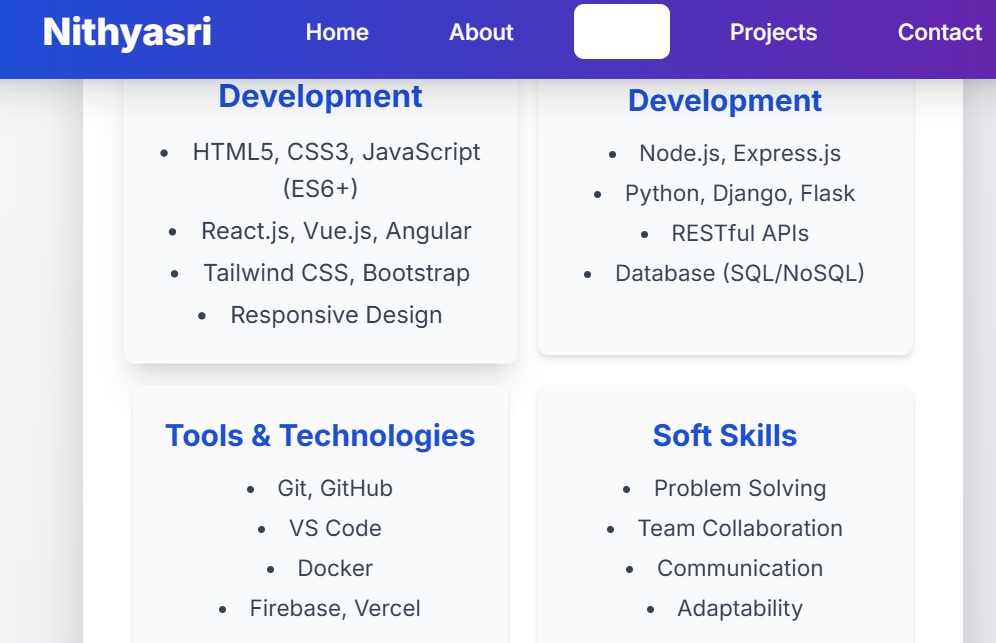 Nithyasri
Home
About
Projects
Contact
Development
• HTML5, CSS3, JavaScript
(ES6+)
• React.js, Vue.js, Angular
• Tailwind CSS, Bootstrap
• Responsive Design
Development
• Node.js, Express.js
• Python, Django, Flask
• RESTful APIs
• Database (SQL/NoSQL)
Tools & Technologies
• Git, GitHub
• VS Code
• Docker
• Firebase, Vercel
Soft Skills
• Problem Solving
• Team Collaboration
• Communication
• Adaptability